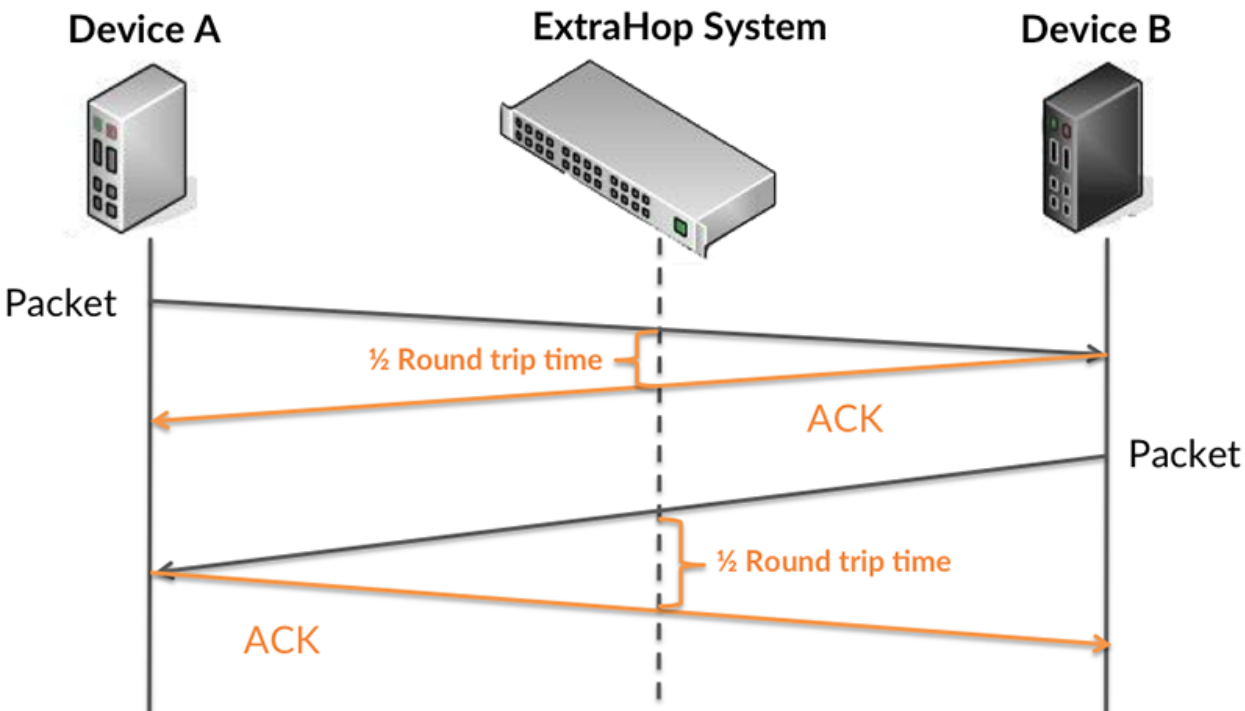 Device A
ExtraHop System
Device B
Packet
½ Round trip time
ACK
Packet
½ Round trip time
ACK